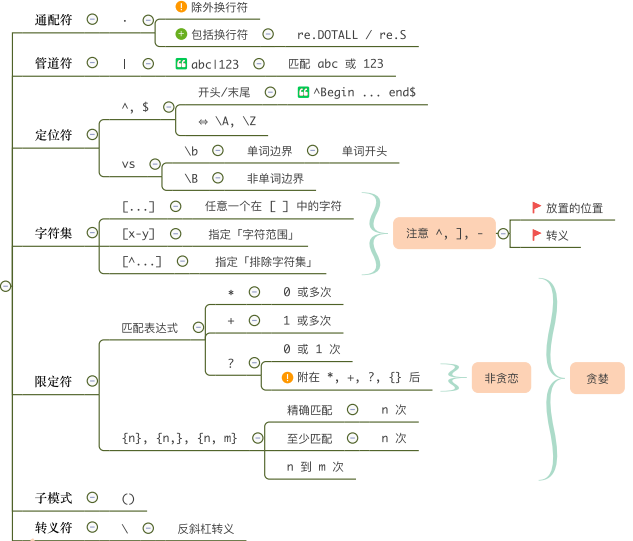 通配符 . 除外换行符
包括换行符 re.DOTALL / re.S
管道符 | abc|123 匹配 abc 或 123
定位符 ^, $ 开头/末尾 ^Begin ... end$
⇔ \A, \Z
vs \b 单词边界 单词开头
\B 非单词边界
字符集 [...] 任意一个在 [ ] 中的字符
[x-y] 指定「字符范围」
[^...] 指定「排除字符集」
注意 ^, ], -
放置的位置
转义
限定符 匹配表达式 * 0 或多次
+ 1 或多次
? 0 或 1 次
附在 *, +, ?, {} 后
非贪恋
贪婪
{n}, {n,}, {n, m} 精确匹配 n 次
至少匹配 n 次
n 到 m 次
子模式 ()
转义符 \ 反斜杠转义